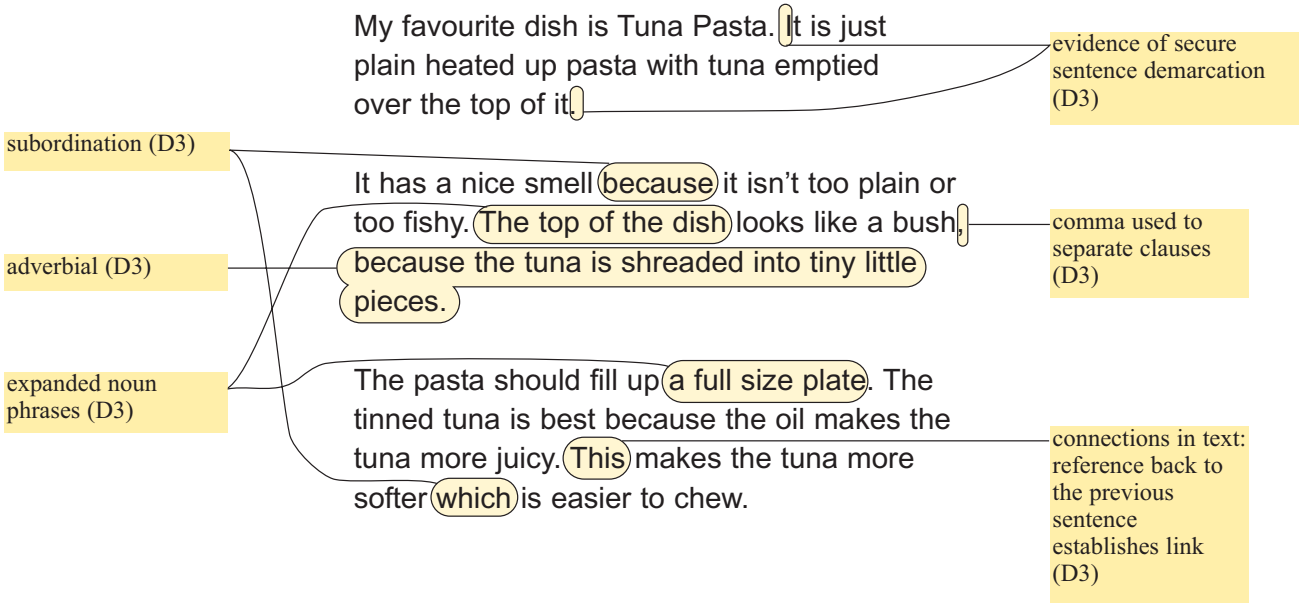 My favourite dish is Tuna Pasta. It is just
plain heated up pasta with tuna emptied
over the top of it.
evidence of secure
sentence demarcation
(D3)
subordination (D3)
It has a nice smell because it isn't too plain or
too fishy. The top of the dish looks like a bush,
because the tuna is shreaded into tiny little
pieces.
adverbial (D3)
comma used to
separate clauses
(D3)
expanded noun
phrases (D3)
The pasta should fill up a full size plate. The
tinned tuna is best because the oil makes the
tuna more juicy. This makes the tuna more
softer which is easier to chew.
connections in text:
reference back to
the previous
sentence
establishes link
(D3)